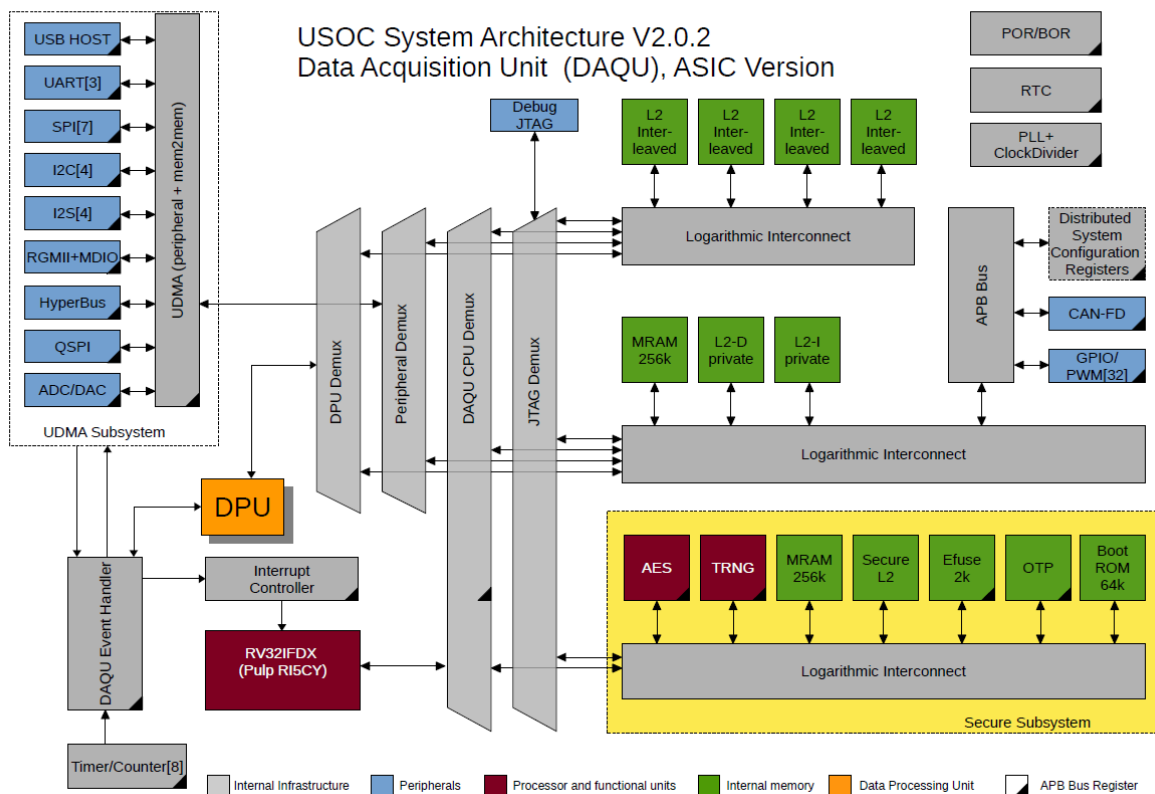 USOC System Architecture V2.0.2
Data Acquisition Unit (DAQU), ASIC Version
USB HOST
UART[3]
SPI[7]
I2C[4]
I2S[4]
RGMII+MDIO
HyperBus
QSPI
ADC/DAC
UDMA (peripheral + mem2mem)
UDMA Subsystem
Debug
JTAG
L2
Inter-
leaved
L2
Inter-
leaved
L2
Inter-
leaved
L2
Inter-
leaved
Logarithmic Interconnect
POR/BOR
RTC
PLL+
ClockDivider
DPU Demux
Peripheral Demux
DAQU CPU Demux
JTAG Demux
APB Bus
Distributed
System
Configuration
Registers
CAN-FD
GPIO/
PWM[32]
MRAM
256k
L2-D
private
L2-I
private
Logarithmic Interconnect
DPU
DAQU Event Handler
Interrupt
Controller
RV32IFDX
(Pulp RI5CY)
Timer/Counter[8]
AES
TRNG
MRAM
256k
Secure
L2
Efuse
2k
OTP
Boot
ROM
64k
Logarithmic Interconnect
Secure Subsystem
Internal Infrastructure
Peripherals
Processor and functional units
Internal memory
Data Processing Unit
APB Bus Register